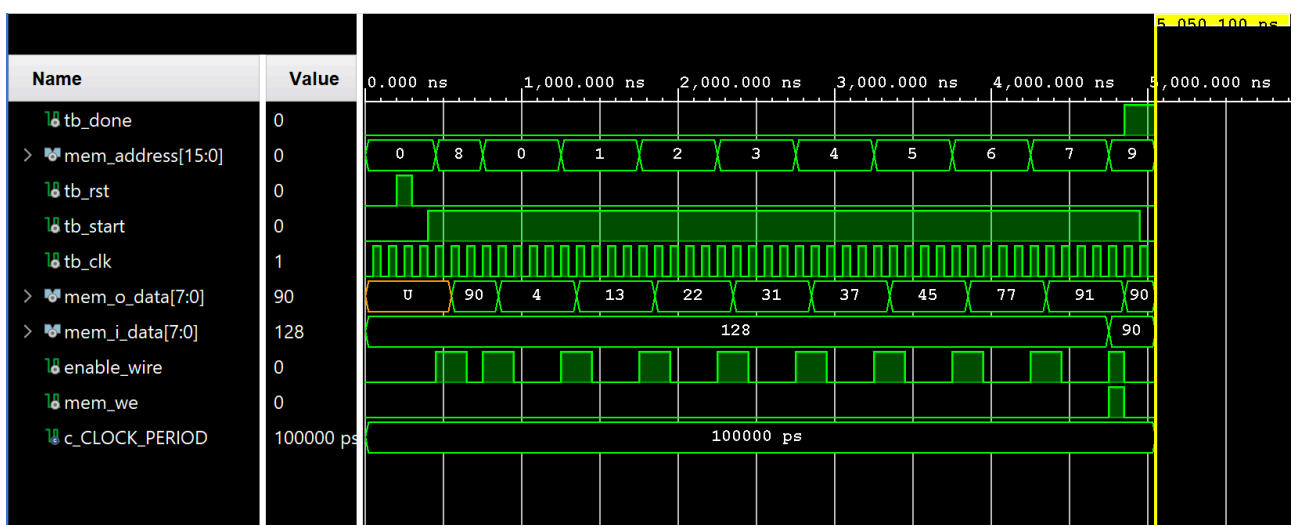 5,050.100 ns
Name Value 0.000 ns 1,000.000 ns 2,000.000 ns 3,000.000 ns 4,000.000 ns 5,000.000 ns
tb_done 0
mem_address[15:0] 0 0 8 0 1 2 3 4 5 6 7 9
tb_rst 0
tb_start 0
tb_clk 1
mem_o_data[7:0] 90 U 90 4 13 22 31 37 45 77 91 90
mem_i_data[7:0] 128 128 90
enable_wire 0
mem_we 0
c_CLOCK_PERIOD 100000 ps 100000 ps